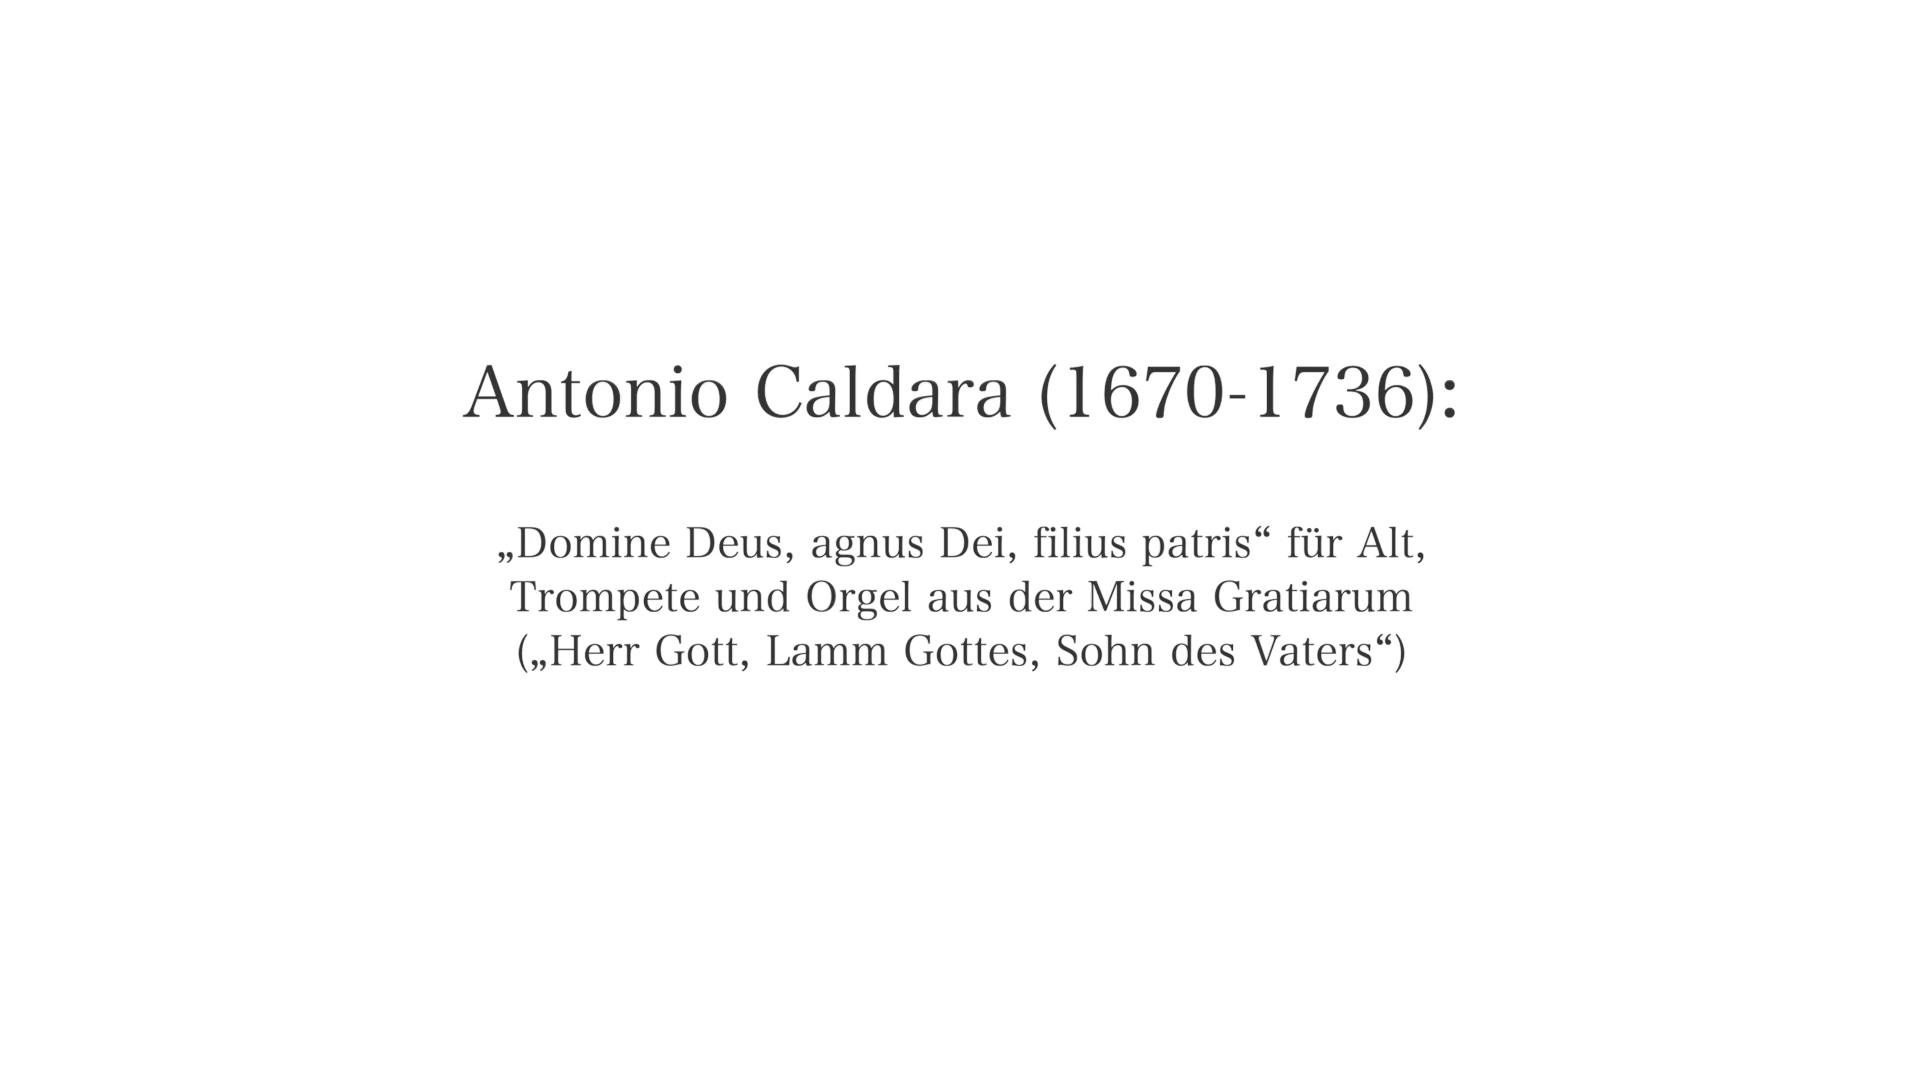 Antonio Caldara (1670-1736):
„Domine Deus, agnus Dei, filius patris“ für Alt,
Trompete und Orgel aus der Missa Gratiarum
(„Herr Gott, Lamm Gottes, Sohn des Vaters“)